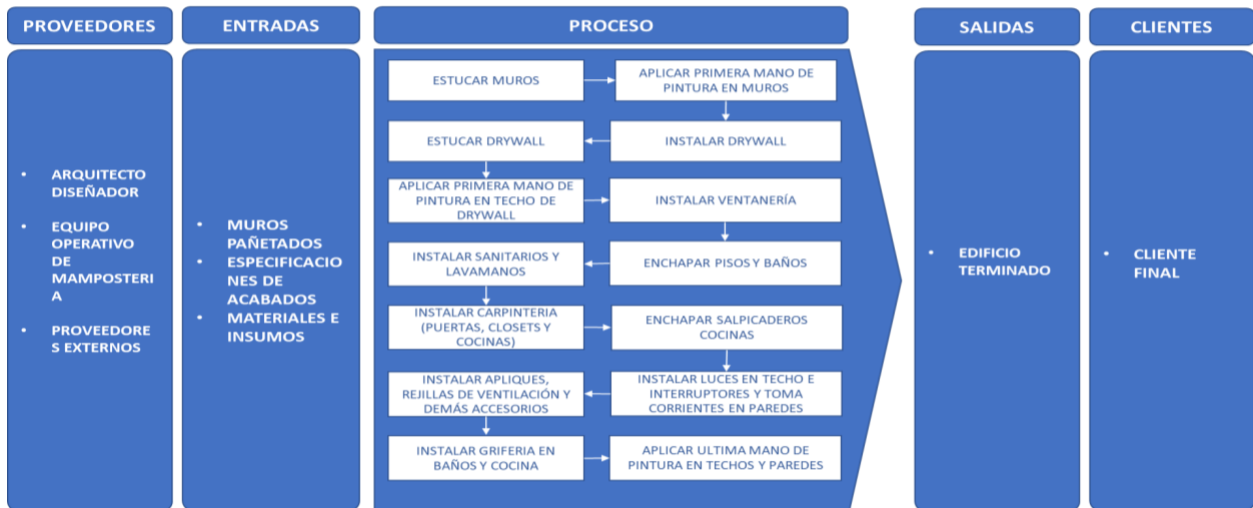 PROVEEDORES
ENTRADAS
PROCESO
SALIDAS
CLIENTES
• ARQUITECTO
DISEÑADOR
• EQUIPO
OPERATIVO
DE
MAMPOSTERI
A
• PROVEEDORE
S EXTERNOS
• MUROS
PAÑETADOS
• ESPECIFICACIO
NES DE
ACABADOS
• MATERIALES E
INSUMOS
ESTUCAR MUROS
APLICAR PRIMERA MANO DE
PINTURA EN MUROS
INSTALAR DRYWALL
ESTUCAR DRYWALL
APLICAR PRIMERA MANO DE
PINTURA EN TECHO DE
DRYWALL
INSTALAR VENTANERÍA
ENCHAPAR PISOS Y BAÑOS
INSTALAR SANITARIOS Y
LAVAMANOS
INSTALAR CARPINTERIA
(PUERTAS, CLOSETS Y
COCINAS)
ENCHAPAR SALPICADEROS
COCINAS
INSTALAR LUCES EN TECHO E
INTERRUPTORES Y TOMA
CORRIENTES EN PAREDES
INSTALAR APLIQUES,
REJILLAS DE VENTILACIÓN Y
DEMÁS ACCESORIOS
INSTALAR GRIFERIA EN
BAÑOS Y COCINA
APLICAR ULTIMA MANO DE
PINTURA EN TECHOS Y PAREDES
• EDIFICIO
TERMINADO
• CLIENTE
FINAL